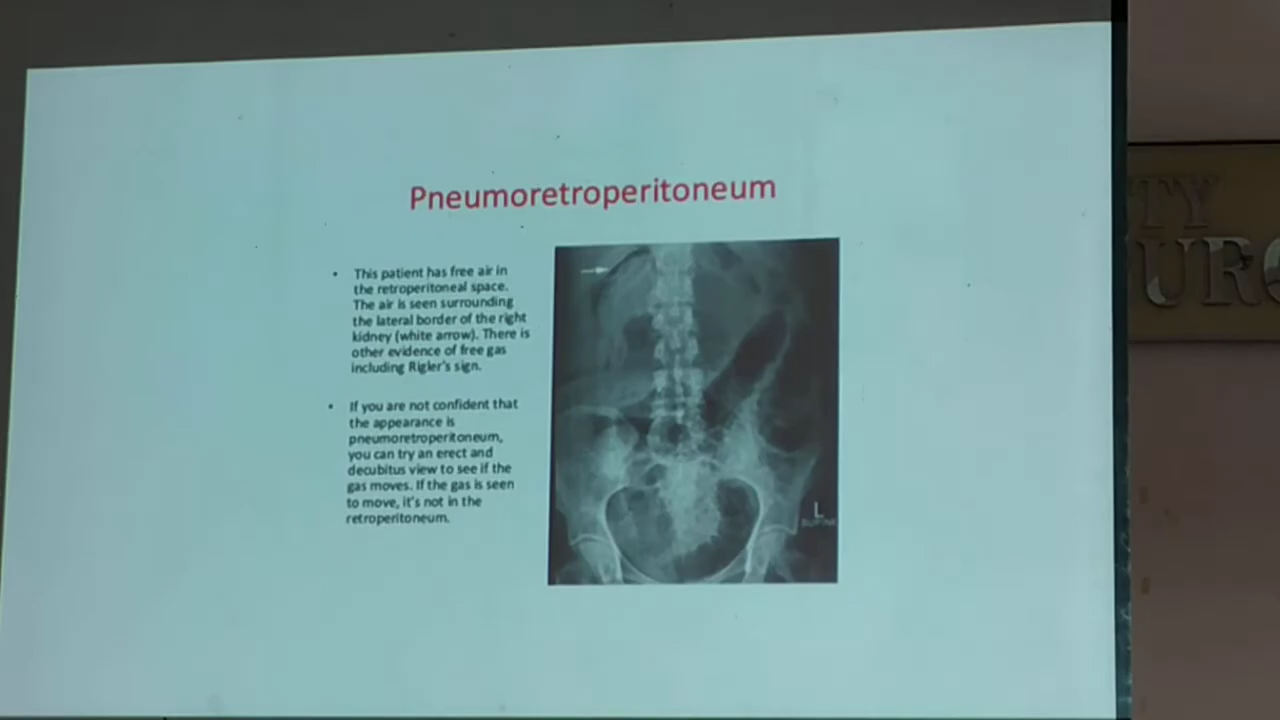 Pneumoretroperitoneum
• This patient has free air in
the retroperitoneal space.
The air is seen surrounding
the lateral border of the right
kidney (white arrow). There is
other evidence of free gas
including Rigler's sign.
• If you are not confident that
the appearance is
pneumoretroperitoneum,
you can try an erect and
decubitus view to see if the
gas moves. If the gas is seen
to move, it's not in the
retroperitoneum.
L
TY
URG